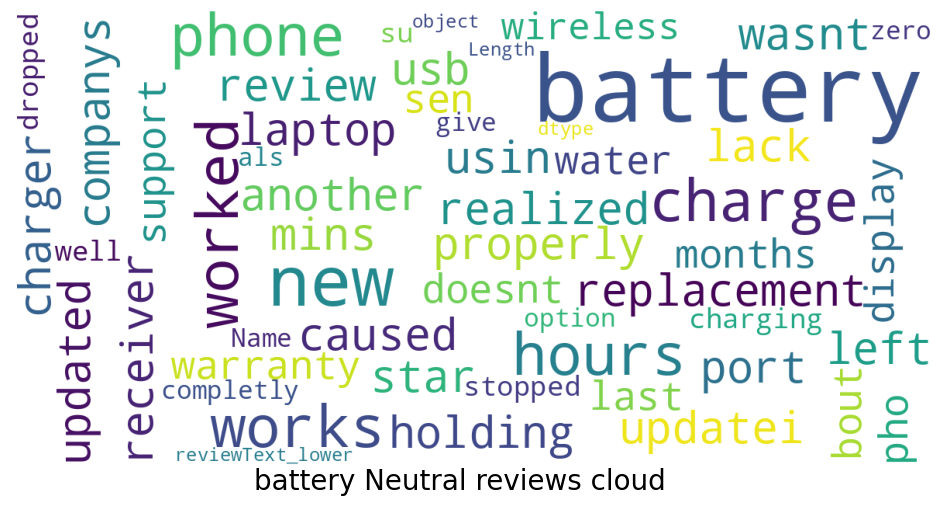 dropped
companys
phone
su
object
wireless
wasnt
zero
Length
review
usb
battery
sen
charger
support
worked
laptop
give
dtype
lack
als
usin
water
another
realized
charge
display
mins
properly
months
well
new
doesnt
replacement
updated
receiver
Name
caused
option
charging
hours
left
warranty
star
port
completly
stopped
last
bout
pho
works
holding
updatei
reviewText_lower
battery Neutral reviews cloud